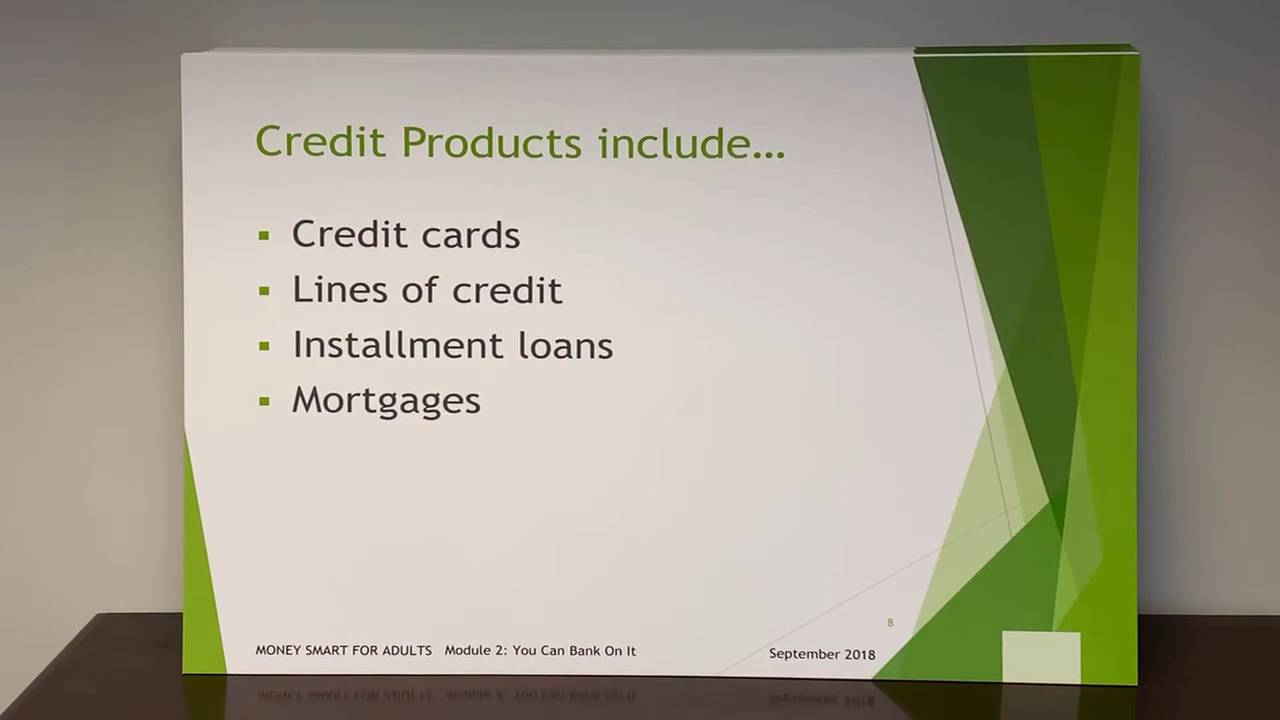 Credit Products include…
Credit cards
Lines of credit
Installment loans
Mortgages
8
MONEY SMART FOR ADULTS Module 2: You Can Bank On It
September 2018